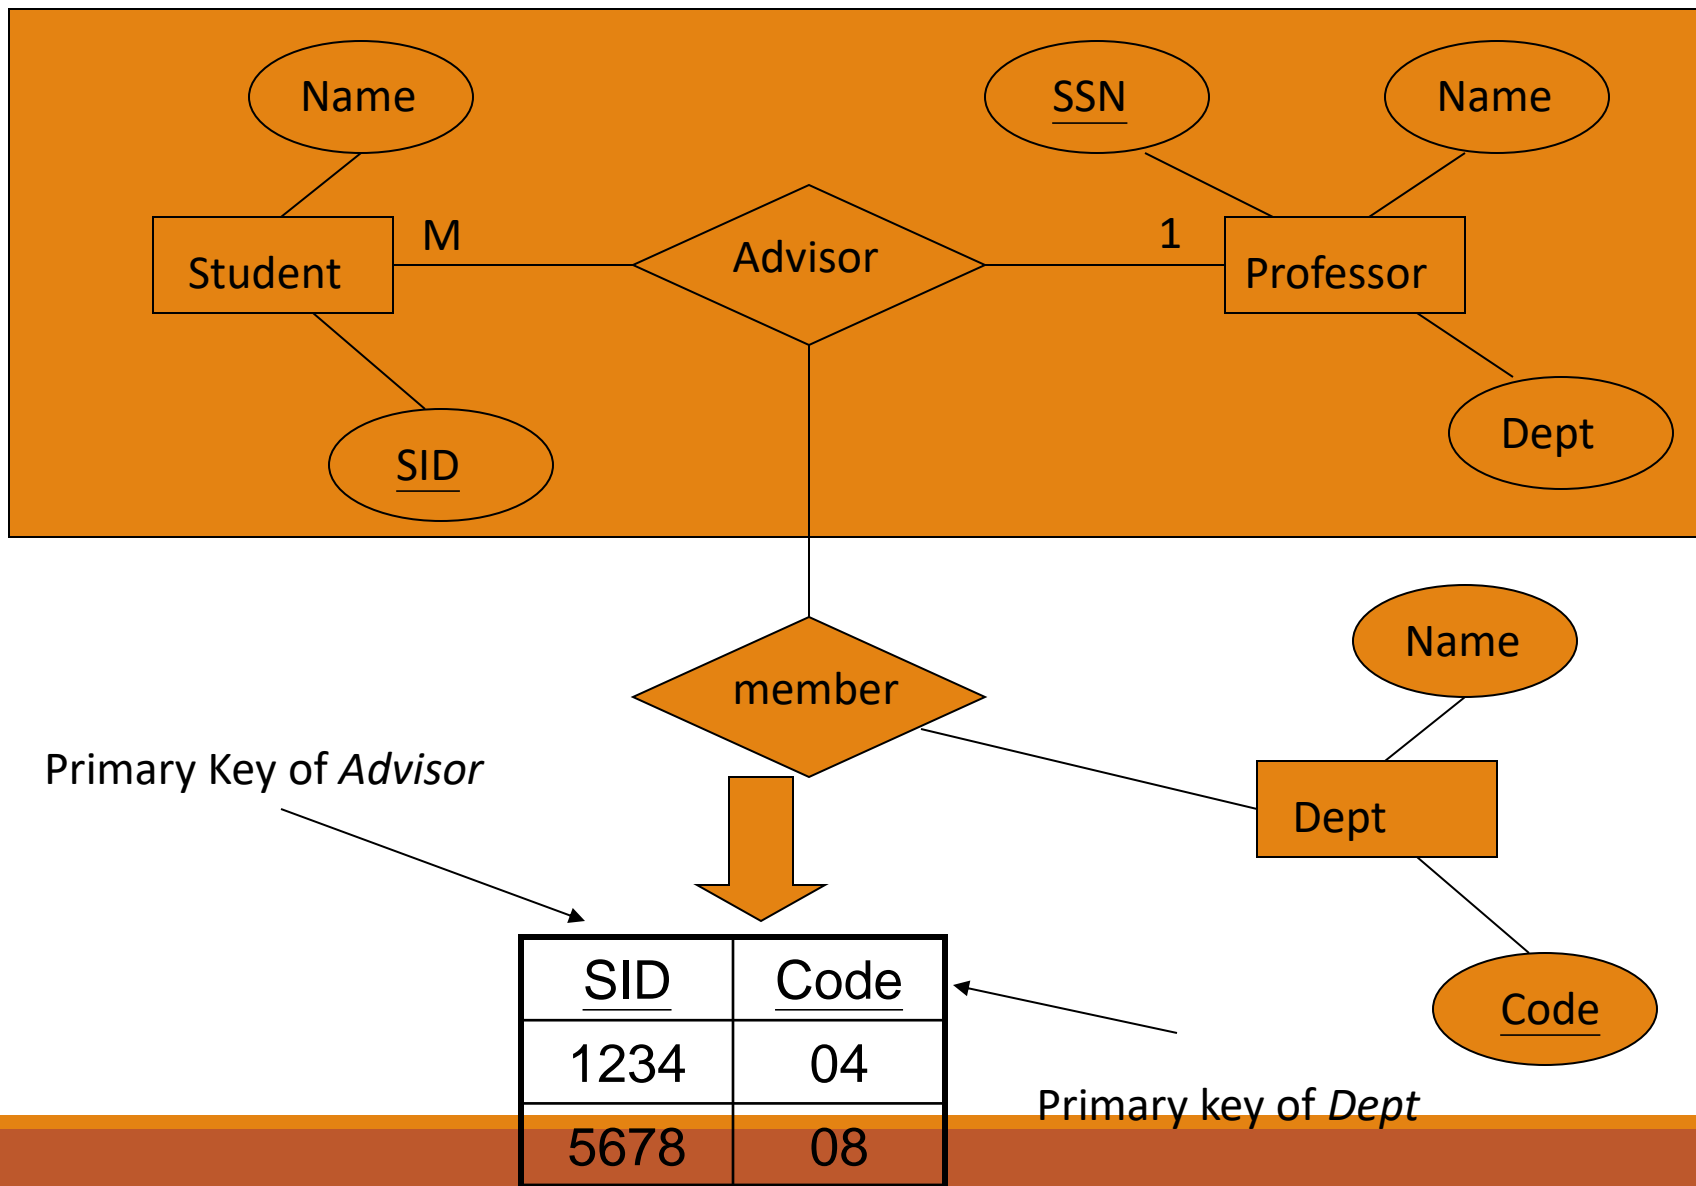 Name
SSN
Name
M
Advisor
1
Student
Professor
SID
Dept
Name
member
Primary Key of Advisor
Dept
SID Code
1234 04
Code
Primary key of Dept
5678 08